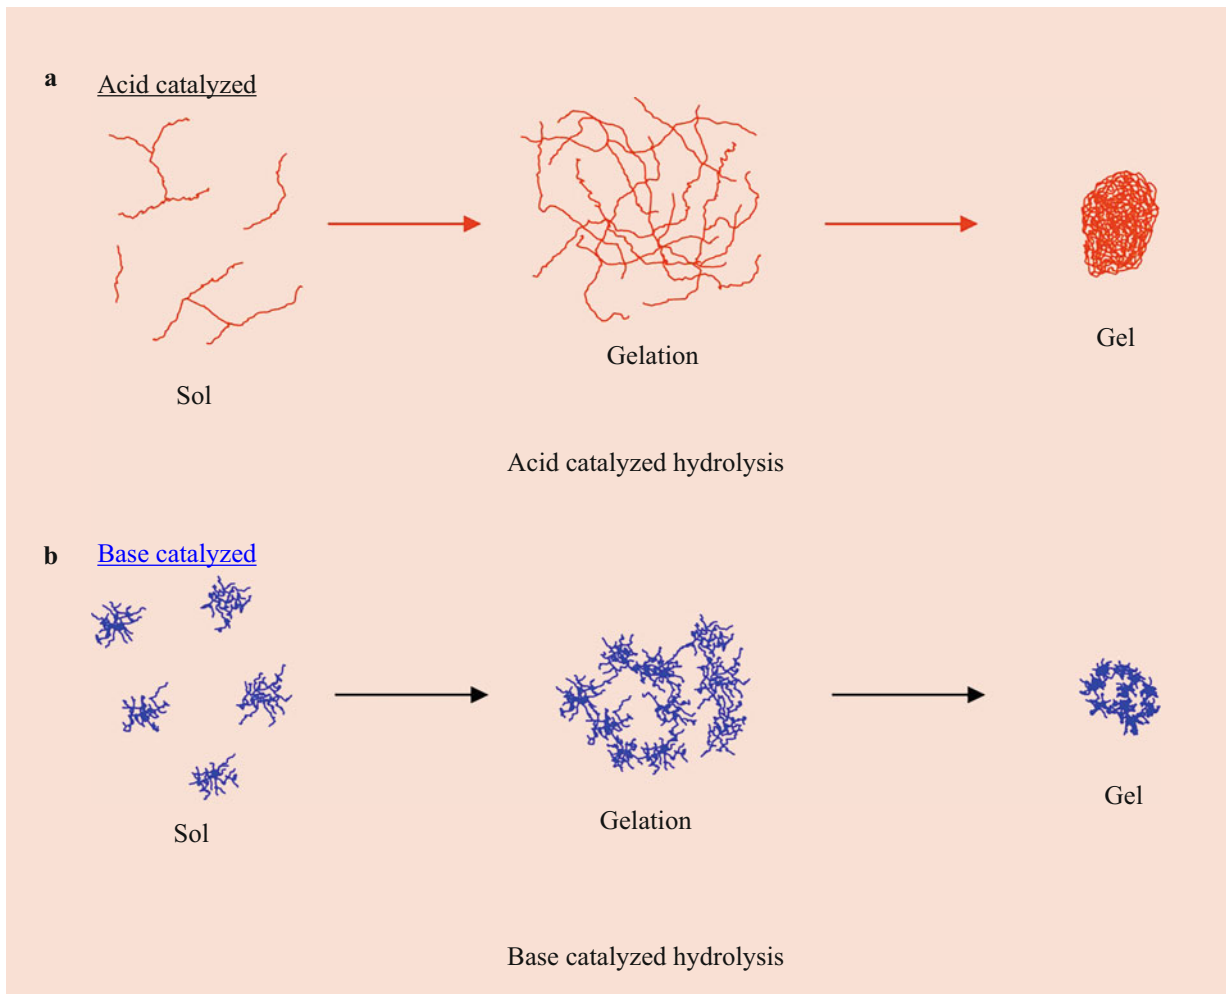 a Acid catalyzed
Sol
Gelation
Gel
Acid catalyzed hydrolysis
b Base catalyzed
Sol
Gelation
Gel
Base catalyzed hydrolysis